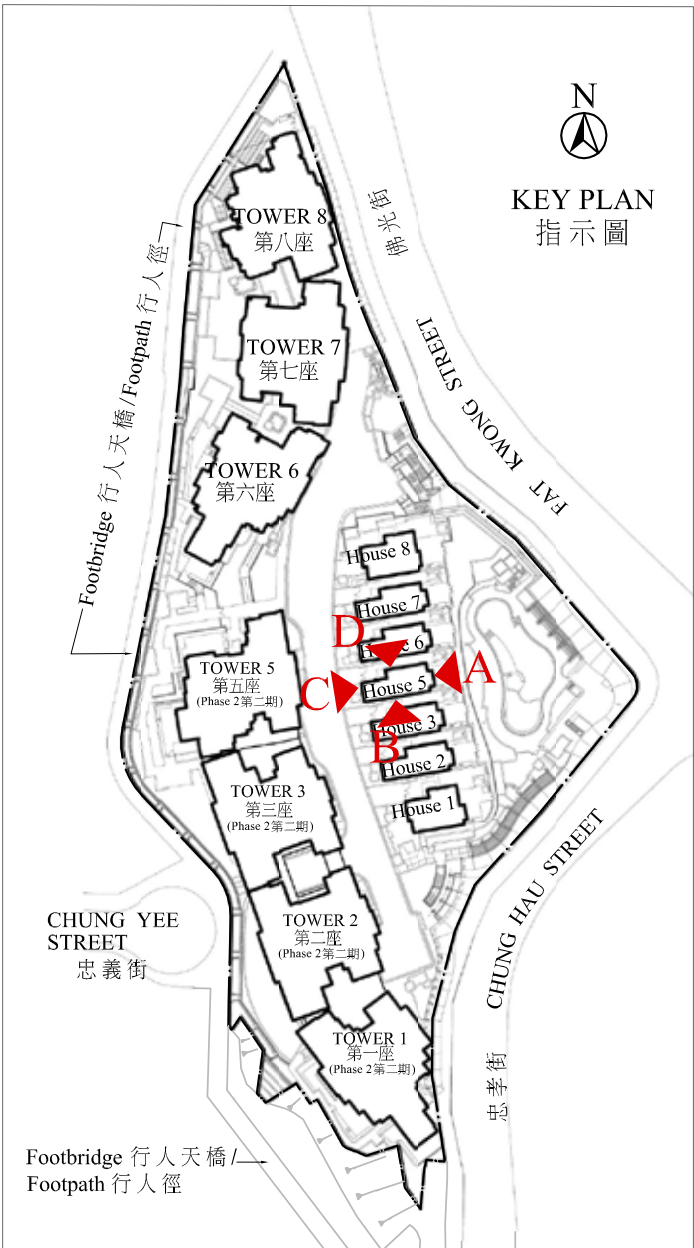 N
KEY PLAN
指示圖
TOWER 8
第八座
佛光街
FAT KWONG STREET
Footbridge 行人天橋/Footpath 行人徑
TOWER 7
第七座
TOWER 6
第六座
House 8
House 7
D
House 6
A
TOWER 5
第五座
(Phase 2第二期)
C
House 5
House 3
B
House 2
TOWER 3
第三座
(Phase 2第二期)
House 1
CHUNG HAU STREET
忠孝街
CHUNG YEE
STREET
忠義街
TOWER 2
第二座
(Phase 2第二期)
TOWER 1
第一座
(Phase 2第二期)
Footbridge 行人天橋/
Footpath 行人徑